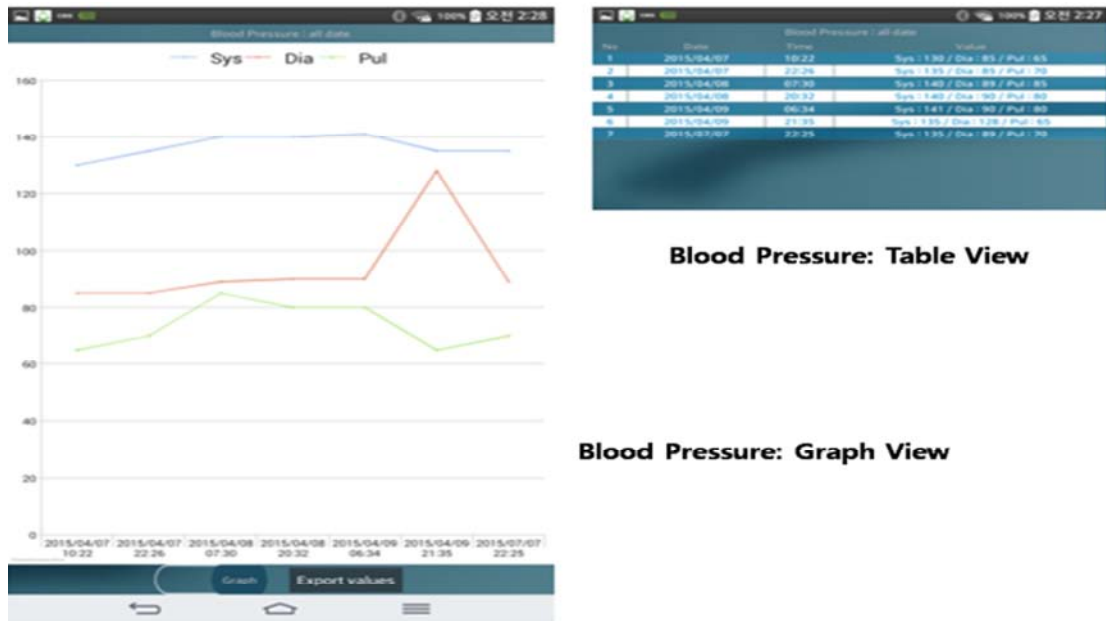 100% 오전 2:28
Blood Pressure : all date
Sys Dia Pul
160
140
120
100
80
60
40
20
0
2015/04/07 2015/04/07 2015/04/08 2015/04/08 2015/04/09 2015/04/09 2015/07/07
10:22 22:26 07:30 20:32 06:34 21:35 22:25
Graph Export values
100% 오전 2:27
Blood Pressure : all date
No Date Time Value
1 2015/04/07 10:22 Sys : 130 / Dia : 85 / Pul : 65
2 2015/04/07 22:26 Sys : 135 / Dia : 85 / Pul : 70
3 2015/04/08 07:30 Sys : 140 / Dia : 89 / Pul : 85
4 2015/04/08 20:32 Sys : 140 / Dia : 90 / Pul : 80
5 2015/04/09 06:34 Sys : 141 / Dia : 90 / Pul : 80
6 2015/04/09 21:35 Sys : 135 / Dia : 128 / Pul : 65
7 2015/07/07 22:25 Sys : 135 / Dia : 89 / Pul : 70
Blood Pressure: Table View
Blood Pressure: Graph View